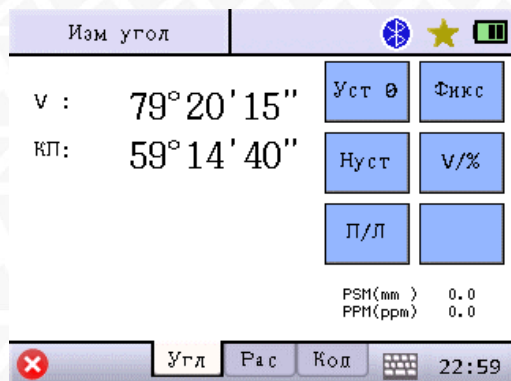 Изм угол
V : 79°20'15"
КП: 59°14'40"
Уст 0 Фикс
Нуст V/%
П/Л
PSM(mm ) 0.0
PPM(ppm) 0.0
Угл Рас Коп 22:59